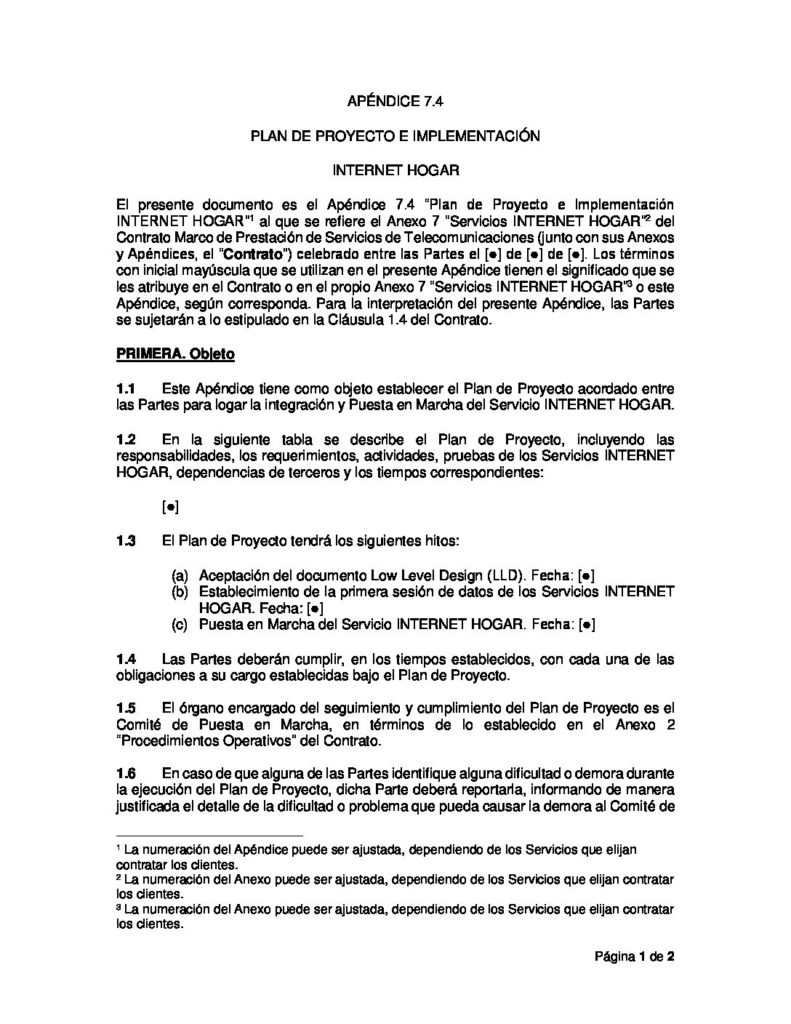 APÉNDICE 7.4
PLAN DE PROYECTO E IMPLEMENTACIÓN
INTERNET HOGAR
El presente documento es el Apéndice 7.4 "Plan de Proyecto e Implementación
INTERNET HOGAR"¹ al que se refiere el Anexo 7 "Servicios INTERNET HOGAR"² del
Contrato Marco de Prestación de Servicios de Telecomunicaciones (junto con sus Anexos
y Apéndices, el "Contrato") celebrado entre las Partes el [●] de [●] de [●]. Los términos
con inicial mayúscula que se utilizan en el presente Apéndice tienen el significado que se
les atribuye en el Contrato o en el propio Anexo 7 "Servicios INTERNET HOGAR"³ o este
Apéndice, según corresponda. Para la interpretación del presente Apéndice, las Partes
se sujetarán a lo estipulado en la Cláusula 1.4 del Contrato.
PRIMERA. Objeto
1.1 Este Apéndice tiene como objeto establecer el Plan de Proyecto acordado entre
las Partes para logar la integración y Puesta en Marcha del Servicio INTERNET HOGAR.
1.2 En la siguiente tabla se describe el Plan de Proyecto, incluyendo las
responsabilidades, los requerimientos, actividades, pruebas de los Servicios INTERNET
HOGAR, dependencias de terceros y los tiempos correspondientes:
[●]
1.3 El Plan de Proyecto tendrá los siguientes hitos:
(a) Aceptación del documento Low Level Design (LLD). Fecha: [●]
(b) Establecimiento de la primera sesión de datos de los Servicios INTERNET
HOGAR. Fecha: [●]
(c) Puesta en Marcha del Servicio INTERNET HOGAR. Fecha: [●]
1.4 Las Partes deberán cumplir, en los tiempos establecidos, con cada una de las
obligaciones a su cargo establecidas bajo el Plan de Proyecto.
1.5 El órgano encargado del seguimiento y cumplimiento del Plan de Proyecto es el
Comité de Puesta en Marcha, en términos de lo establecido en el Anexo 2
"Procedimientos Operativos" del Contrato.
1.6 En caso de que alguna de las Partes identifique alguna dificultad o demora durante
la ejecución del Plan de Proyecto, dicha Parte deberá reportarla, informando de manera
justificada el detalle de la dificultad o problema que pueda causar la demora al Comité de
¹ La numeración del Apéndice puede ser ajustada, dependiendo de los Servicios que elijan
contratar los clientes.
² La numeración del Anexo puede ser ajustada, dependiendo de los Servicios que elijan contratar
los clientes.
³ La numeración del Anexo puede ser ajustada, dependiendo de los Servicios que elijan contratar
los clientes.
Página 1 de 2